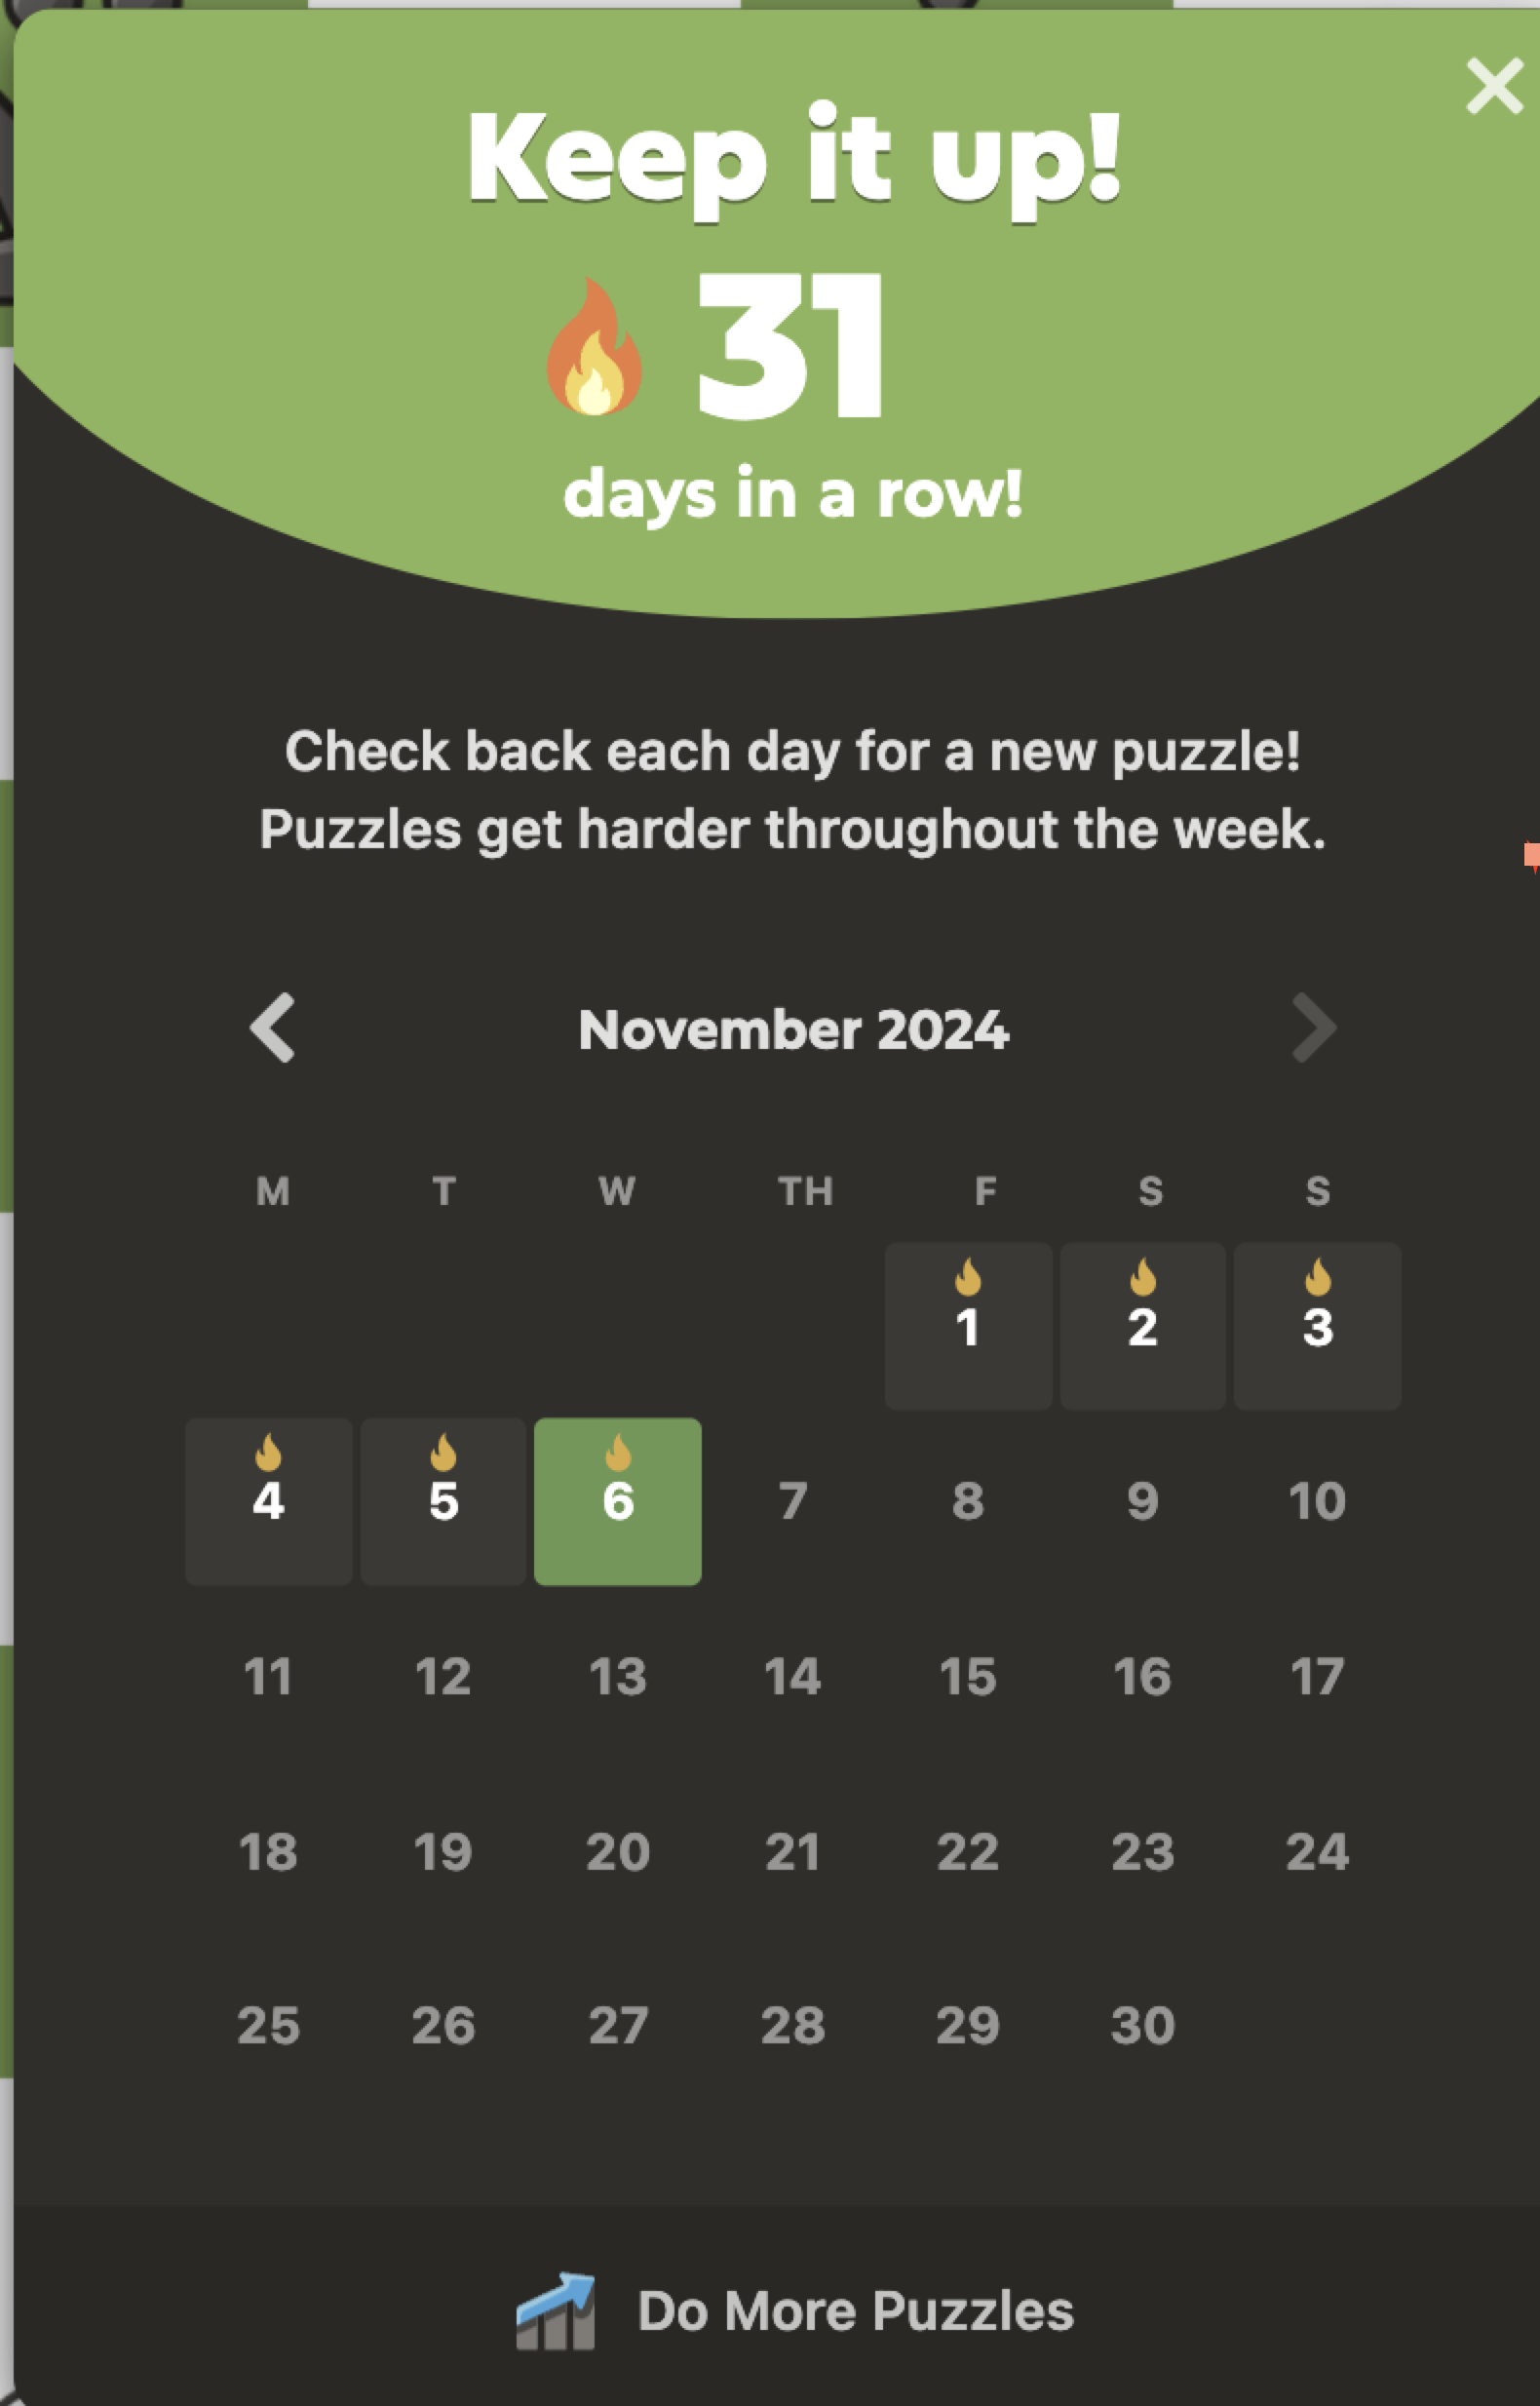 Keep it up!
31
days in a row!
Check back each day for a new puzzle!
Puzzles get harder throughout the week.
November 2024
M T W TH F S S
1 2 3
4 5 6 7 8 9 10
11 12 13 14 15 16 17
18 19 20 21 22 23 24
25 26 27 28 29 30
Do More Puzzles